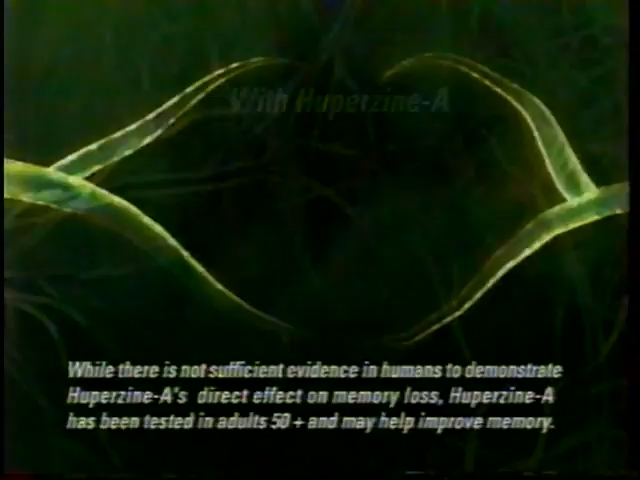 With Huperzine-A
While there is not sufficient evidence in humans to demonstrate
Huperzine-A's direct effect on memory loss, Huperzine-A
has been tested in adults 50 + and may help improve memory.